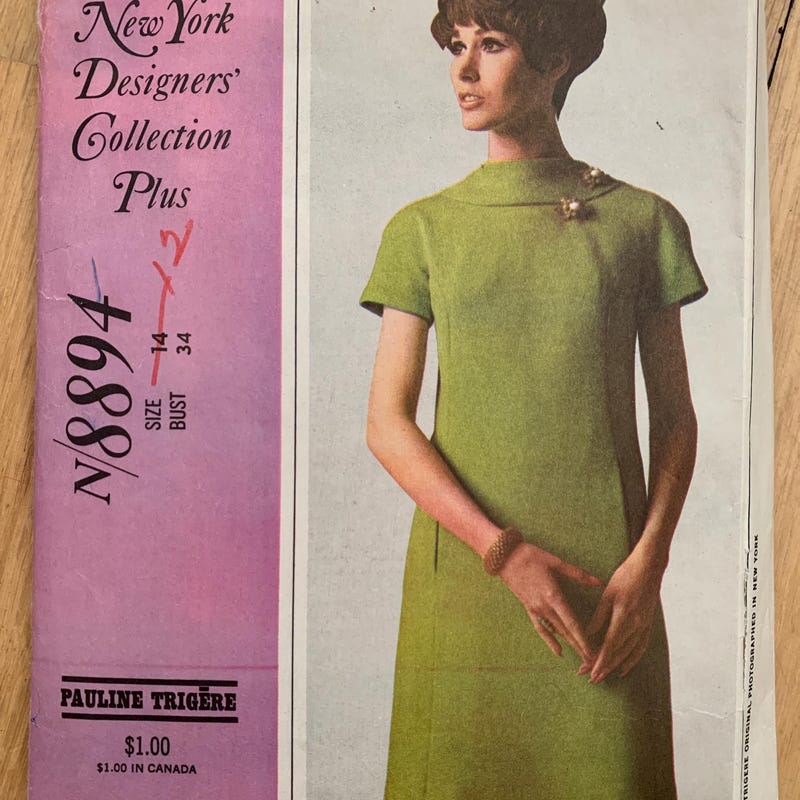 New York
Designers'
Collection
Plus
N/8894
SIZE 14 12
BUST 34
PAULINE TRIGĒRE
$1.00
$1.00 IN CANADA
TRIGERE ORIGINAL PHOTOGRAPHED IN NEW YORK